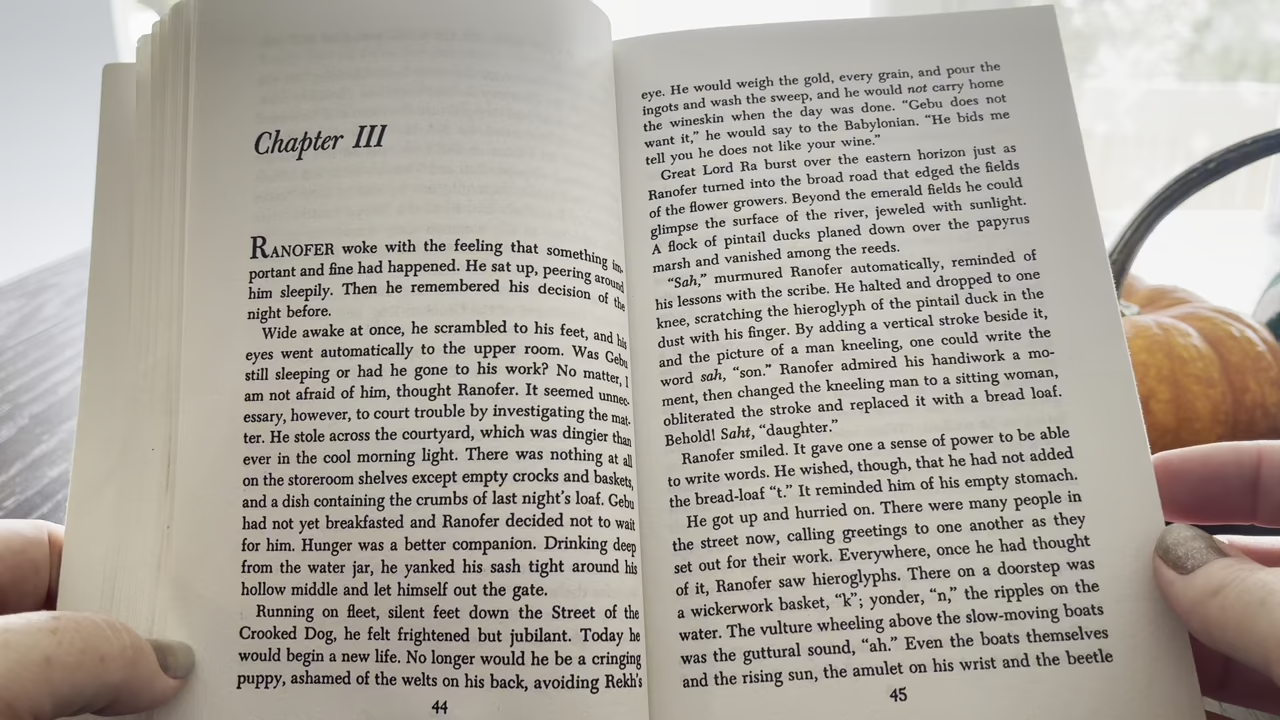 Chapter III
RANOFER woke with the feeling that something im-
portant and fine had happened. He sat up, peering around
him sleepily. Then he remembered his decision of the
night before.
Wide awake at once, he scrambled to his feet, and his
eyes went automatically to the upper room. Was Gebu
still sleeping or had he gone to his work? No matter, I
am not afraid of him, thought Ranofer. It seemed unnec-
essary, however, to court trouble by investigating the mat-
ter. He stole across the courtyard, which was dingier than
ever in the cool morning light. There was nothing at all
on the storeroom shelves except empty crocks and baskets,
and a dish containing the crumbs of last night's loaf. Gebu
had not yet breakfasted and Ranofer decided not to wait
for him. Hunger was a better companion. Drinking deep
from the water jar, he yanked his sash tight around his
hollow middle and let himself out the gate.
Running on fleet, silent feet down the Street of the
Crooked Dog, he felt frightened but jubilant. Today he
would begin a new life. No longer would he be a cringing
puppy, ashamed of the welts on his back, avoiding Rekh's
44
eye. He would weigh the gold, every grain, and pour the
ingots and wash the sweep, and he would not carry home
the wineskin when the day was done. "Gebu does not
want it," he would say to the Babylonian. "He bids me
tell you he does not like your wine."
Great Lord Ra burst over the eastern horizon just as
Ranofer turned into the broad road that edged the fields
of the flower growers. Beyond the emerald fields he could
glimpse the surface of the river, jeweled with sunlight.
A flock of pintail ducks planed down over the papyrus
marsh and vanished among the reeds.
"Sah," murmured Ranofer automatically, reminded of
his lessons with the scribe. He halted and dropped to one
knee, scratching the hieroglyph of the pintail duck in the
dust with his finger. By adding a vertical stroke beside it,
and the picture of a man kneeling, one could write the
word sah, "son." Ranofer admired his handiwork a mo-
ment, then changed the kneeling man to a sitting woman,
obliterated the stroke and replaced it with a bread loaf.
Behold! Saht, "daughter."
Ranofer smiled. It gave one a sense of power to be able
to write words. He wished, though, that he had not added
the bread-loaf "t." It reminded him of his empty stomach.
He got up and hurried on. There were many people in
the street now, calling greetings to one another as they
set out for their work. Everywhere, once he had thought
of it, Ranofer saw hieroglyphs. There on a doorstep was
a wickerwork basket, "k"; yonder, "n," the ripples on the
water. The vulture wheeling above the slow-moving boats
was the guttural sound, "ah." Even the boats themselves
and the rising sun, the amulet on his wrist and the beetle
45